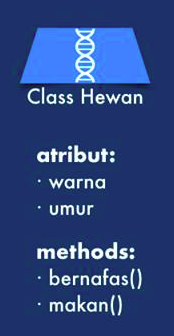 Class Hewan
atribut:
· warna
· umur
methods:
· bernafas()
· makan()